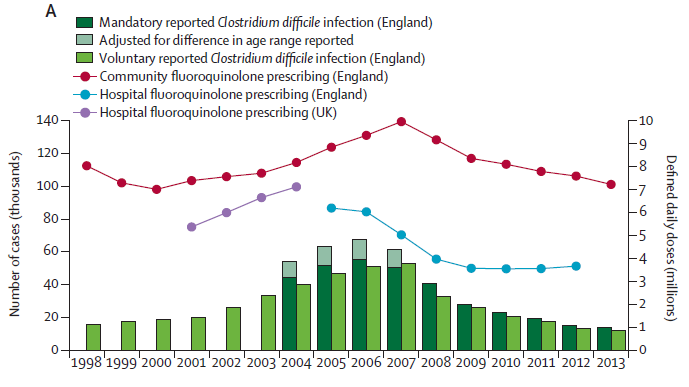 A
Mandatory reported Clostridium difficile infection (England)
Adjusted for difference in age range reported
Voluntary reported Clostridium difficile infection (England)
Community fluoroquinolone prescribing (England)
Hospital fluoroquinolone prescribing (England)
Hospital fluoroquinolone prescribing (UK)
Number of cases (thousands)
140
120
100
80
60
40
20
0
10
9
8
7
6
5
4
3
2
1
0
Defined daily doses (millions)
1998 1999 2000 2001 2002 2003 2004 2005 2006 2007 2008 2009 2010 2011 2012 2013